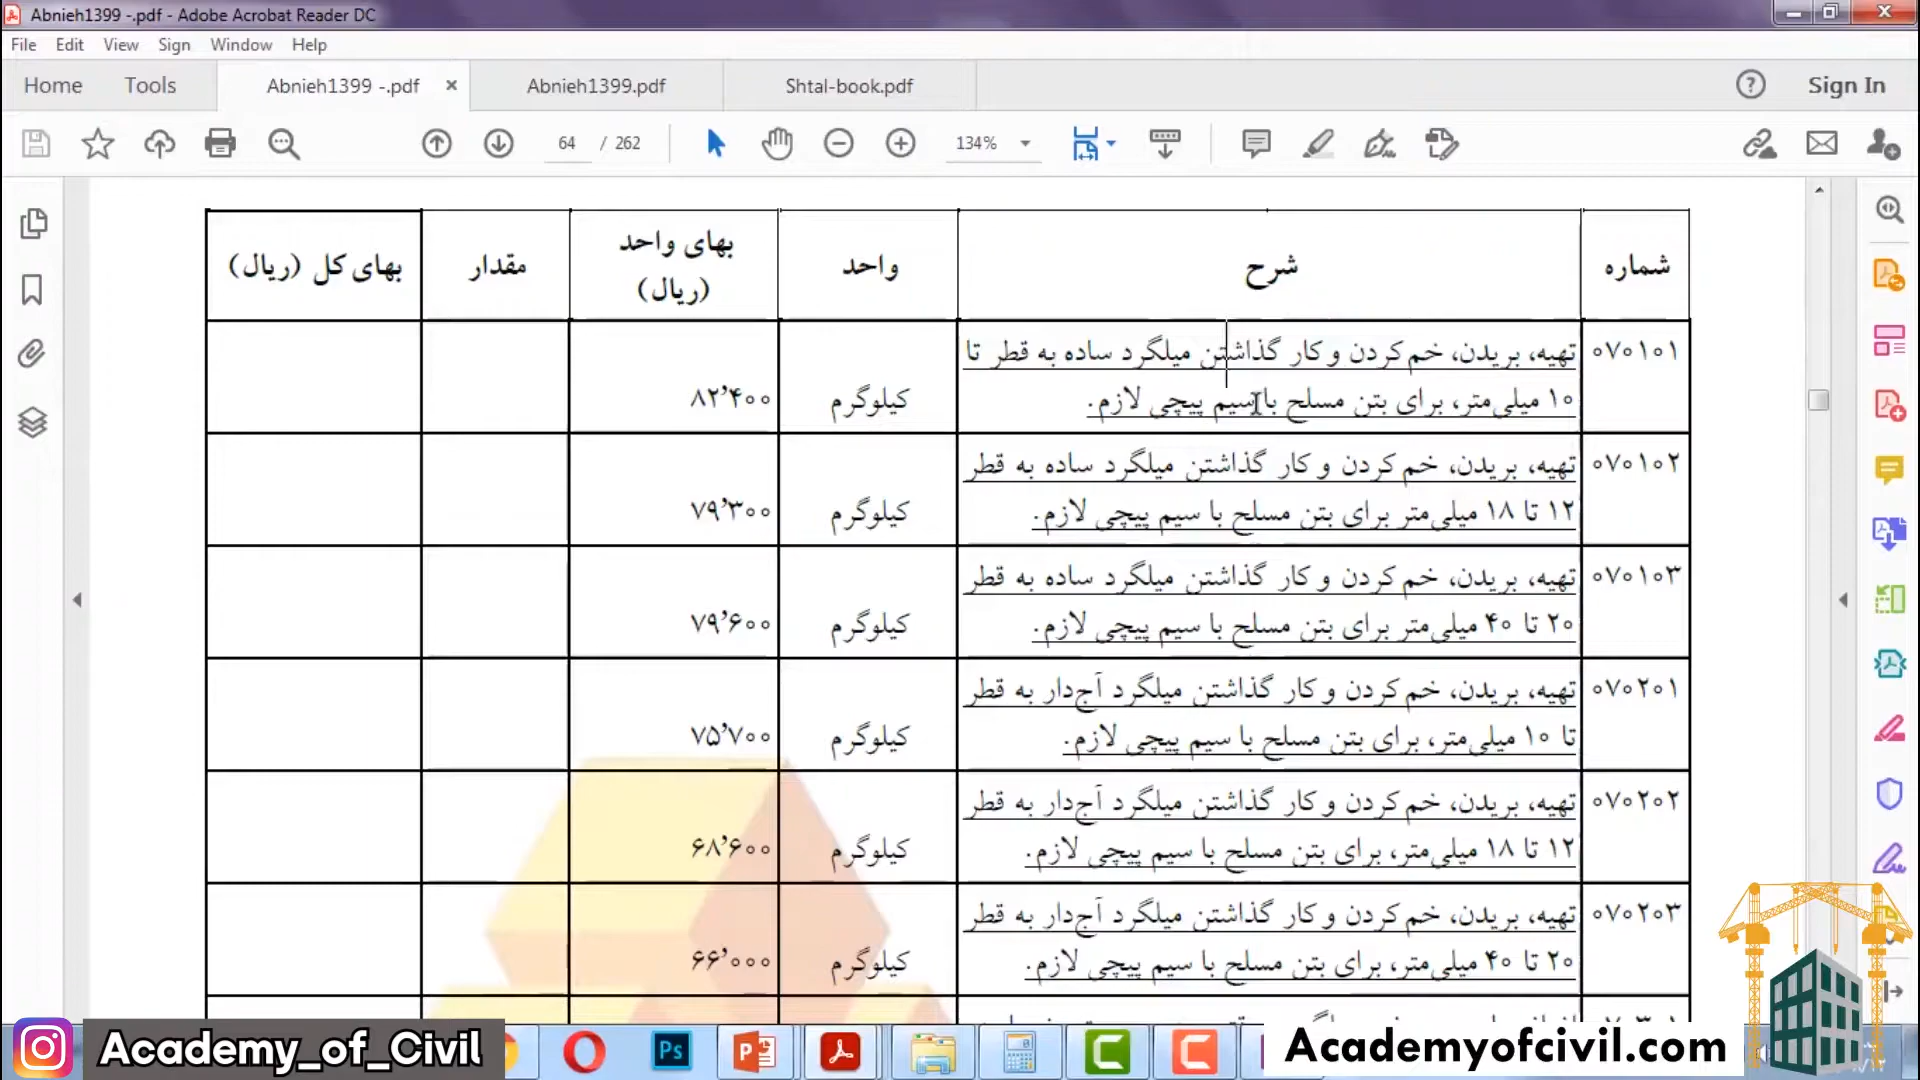 Abnieh1399 -.pdf - Adobe Acrobat Reader DC
File Edit View Sign Window Help
Home Tools Abnieh1399 -.pdf Abnieh1399.pdf Shtal-book.pdf Sign In
64 / 262 134%
شماره شرح واحد بهای واحد (ریال) مقدار بهای کل (ریال)
۰۷۰۱۰۱ تهیه، بریدن، خم کردن و کار گذاشتن میلگرد ساده به قطر تا
۱۰ میلی‌متر، برای بتن مسلح با سیم پیچی لازم. کیلوگرم ۸۲٬۴۰۰
۰۷۰۱۰۲ تهیه، بریدن، خم کردن و کار گذاشتن میلگرد ساده به قطر
۱۲ تا ۱۸ میلی‌متر برای بتن مسلح با سیم پیچی لازم. کیلوگرم ۷۹٬۳۰۰
۰۷۰۱۰۳ تهیه، بریدن، خم کردن و کار گذاشتن میلگرد ساده به قطر
۲۰ تا ۴۰ میلی‌متر برای بتن مسلح با سیم پیچی لازم. کیلوگرم ۷۹٬۶۰۰
۰۷۰۲۰۱ تهیه، بریدن، خم کردن و کار گذاشتن میلگرد آجدار به قطر
تا ۱۰ میلی‌متر، برای بتن مسلح با سیم پیچی لازم. کیلوگرم ۷۵٬۷۰۰
۰۷۰۲۰۲ تهیه، بریدن، خم کردن و کار گذاشتن میلگرد آجدار به قطر
۱۲ تا ۱۸ میلی‌متر، برای بتن مسلح با سیم پیچی لازم. کیلوگرم ۶۸٬۶۰۰
۰۷۰۲۰۳ تهیه، بریدن، خم کردن و کار گذاشتن میلگرد آجدار به قطر
۲۰ تا ۴۰ میلی‌متر، برای بتن مسلح با سیم پیچی لازم. کیلوگرم ۶۶٬۰۰۰
Academy_of_Civil
Ps
Academyofcivil.com